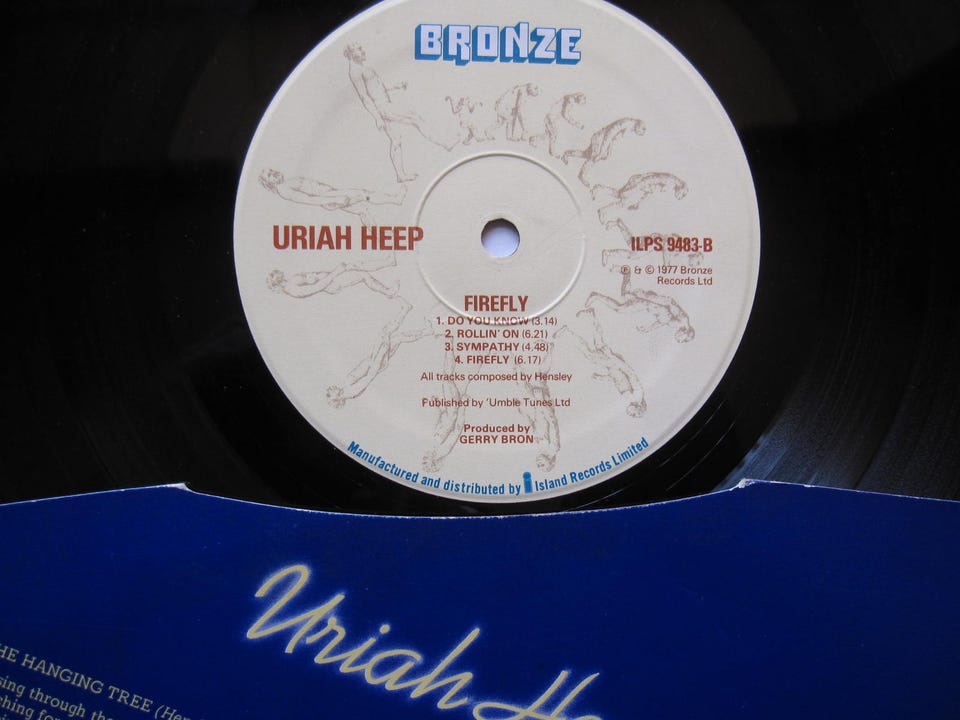 BRONZE
URIAH HEEP
ILPS 9483-B
℗ & © 1977 Bronze
Records Ltd
FIREFLY
1. DO YOU KNOW (3.14)
2. ROLLIN' ON (6.21)
3. SYMPATHY (4.48)
4. FIREFLY (6.17)
All tracks composed by Hensley
Published by 'Umble Tunes Ltd
Produced by
GERRY BRON
Manufactured and distributed by Island Records Limited
Uriah
HANGING TREE
through